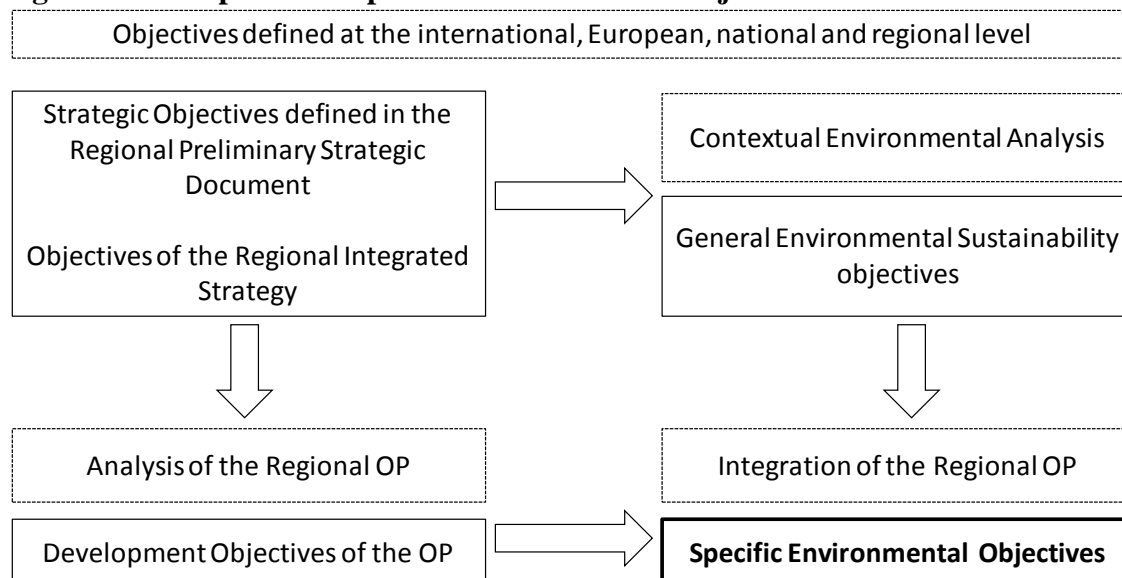 Objectives defined at the international, European, national and regional level
Strategic Objectives defined in the
Regional Preliminary Strategic
Document
Objectives of the Regional Integrated
Strategy
Contextual Environmental Analysis
General Environmental Sustainability
objectives
Analysis of the Regional OP
Integration of the Regional OP
Development Objectives of the OP
Specific Environmental Objectives